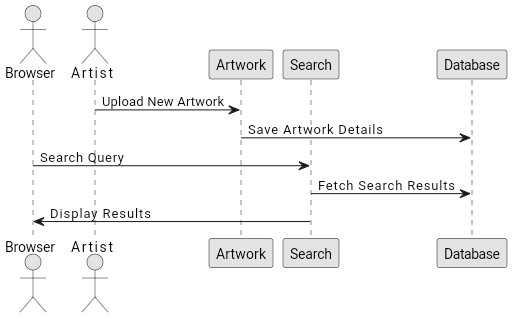 Browser Artist Artwork Search Database
Upload New Artwork
Save Artwork Details
Search Query
Fetch Search Results
Display Results
Browser Artist Artwork Search Database